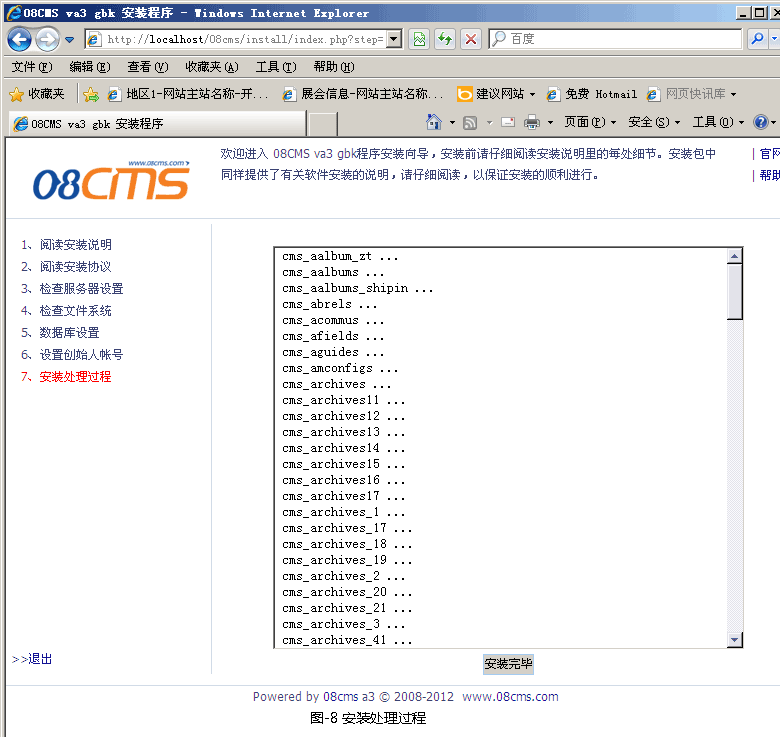 08CMS va3 gbk 安装程序 - Windows Internet Explorer
http://localhost/08cms/install/index.php?step=
百度
文件(F) 编辑(E) 查看(V) 收藏夹(A) 工具(T) 帮助(H)
收藏夹 地区1-网站主站名称-开... 展会信息-网站主站名称... 建议网站 免费 Hotmail 网页快讯库
08CMS va3 gbk 安装程序
页面(P) 安全(S) 工具(O)
www.08cms.com
08CMS
欢迎进入 08CMS va3 gbk程序安装向导，安装前请仔细阅读安装说明里的每处细节。安装包中
同样提供了有关软件安装的说明，请仔细阅读，以保证安装的顺利进行。
| 官网
| 帮助
1、阅读安装说明
2、阅读安装协议
3、检查服务器设置
4、检查文件系统
5、数据库设置
6、设置创始人帐号
7、安装处理过程
cms_aalbum_zt ...
cms_aalbums ...
cms_aalbums_shipin ...
cms_abrels ...
cms_acommus ...
cms_afields ...
cms_aguides ...
cms_amconfigs ...
cms_archives ...
cms_archives11 ...
cms_archives12 ...
cms_archives13 ...
cms_archives14 ...
cms_archives15 ...
cms_archives16 ...
cms_archives17 ...
cms_archives_1 ...
cms_archives_17 ...
cms_archives_18 ...
cms_archives_19 ...
cms_archives_2 ...
cms_archives_20 ...
cms_archives_21 ...
cms_archives_3 ...
cms_archives_41 ...
>>退出
安装完毕
Powered by 08cms a3 © 2008-2012 www.08cms.com
图-8 安装处理过程